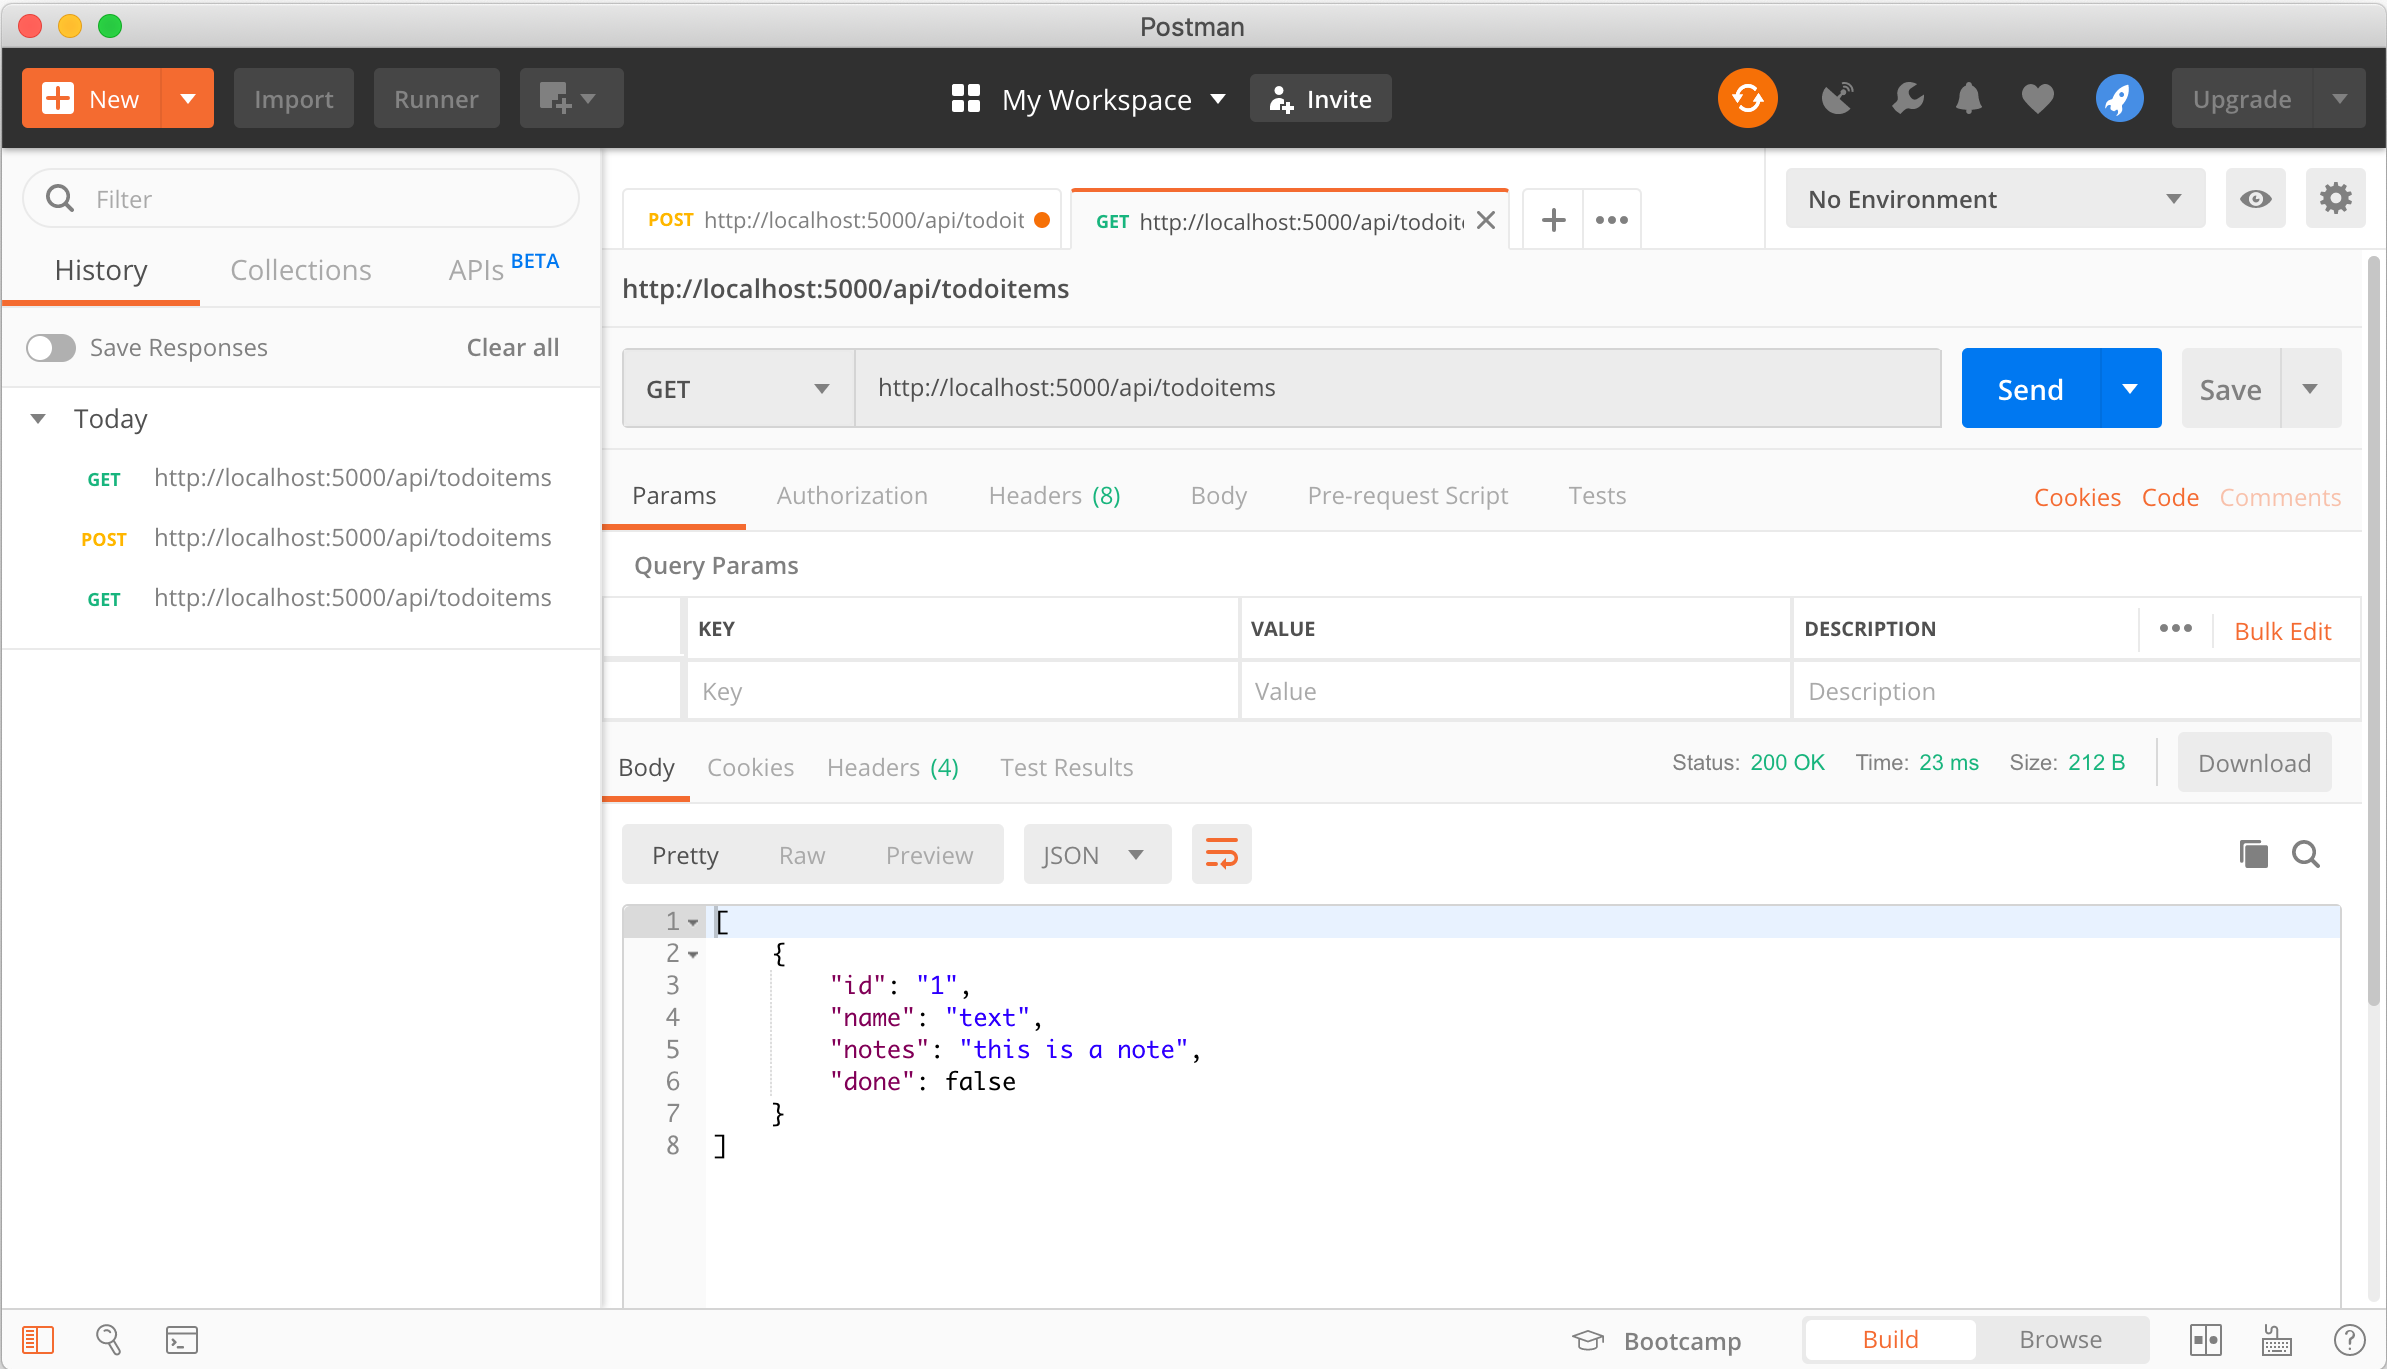 Postman
New Import Runner My Workspace Invite Upgrade
Filter
History Collections APIs BETA
Save Responses Clear all
Today
GET http://localhost:5000/api/todoitems
POST http://localhost:5000/api/todoitems
GET http://localhost:5000/api/todoitems
POST http://localhost:5000/api/todoit GET http://localhost:5000/api/todoit No Environment
http://localhost:5000/api/todoitems
GET http://localhost:5000/api/todoitems Send Save
Params Authorization Headers (8) Body Pre-request Script Tests Cookies Code Comments
Query Params
KEY VALUE DESCRIPTION Bulk Edit
Key Value Description
Body Cookies Headers (4) Test Results Status: 200 OK Time: 23 ms Size: 212 B Download
Pretty Raw Preview JSON
1 [
2 {
3 "id": "1",
4 "name": "text",
5 "notes": "this is a note",
6 "done": false
7 }
8 ]
Bootcamp Build Browse